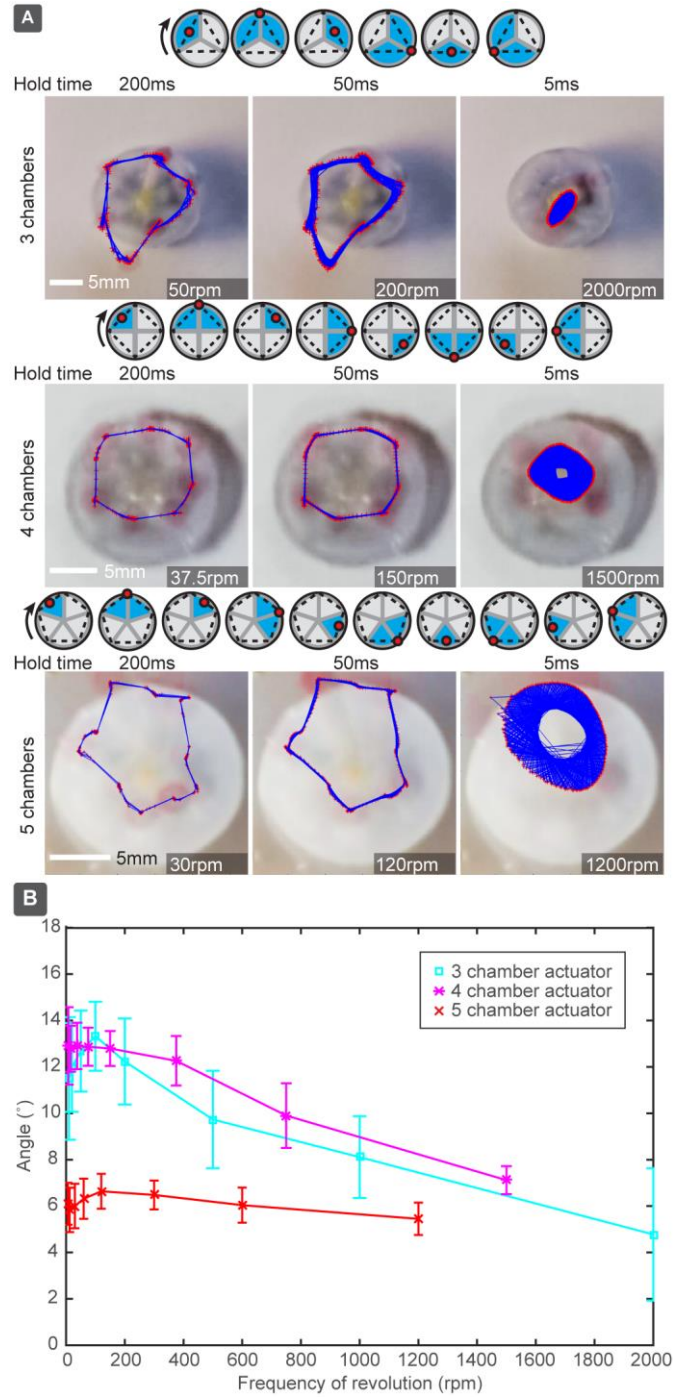 A
Hold time 200ms 50ms 5ms
3 chambers
5mm 50rpm 200rpm 2000rpm
Hold time 200ms 50ms 5ms
4 chambers
5mm 37.5rpm 150rpm 1500rpm
Hold time 200ms 50ms 5ms
5 chambers
5mm 30rpm 120rpm 1200rpm
B
18
16
14
12
10
8
6
4
2
0
Angle (°)
3 chamber actuator
4 chamber actuator
5 chamber actuator
0 200 400 600 800 1000 1200 1400 1600 1800 2000
Frequency of revolution (rpm)